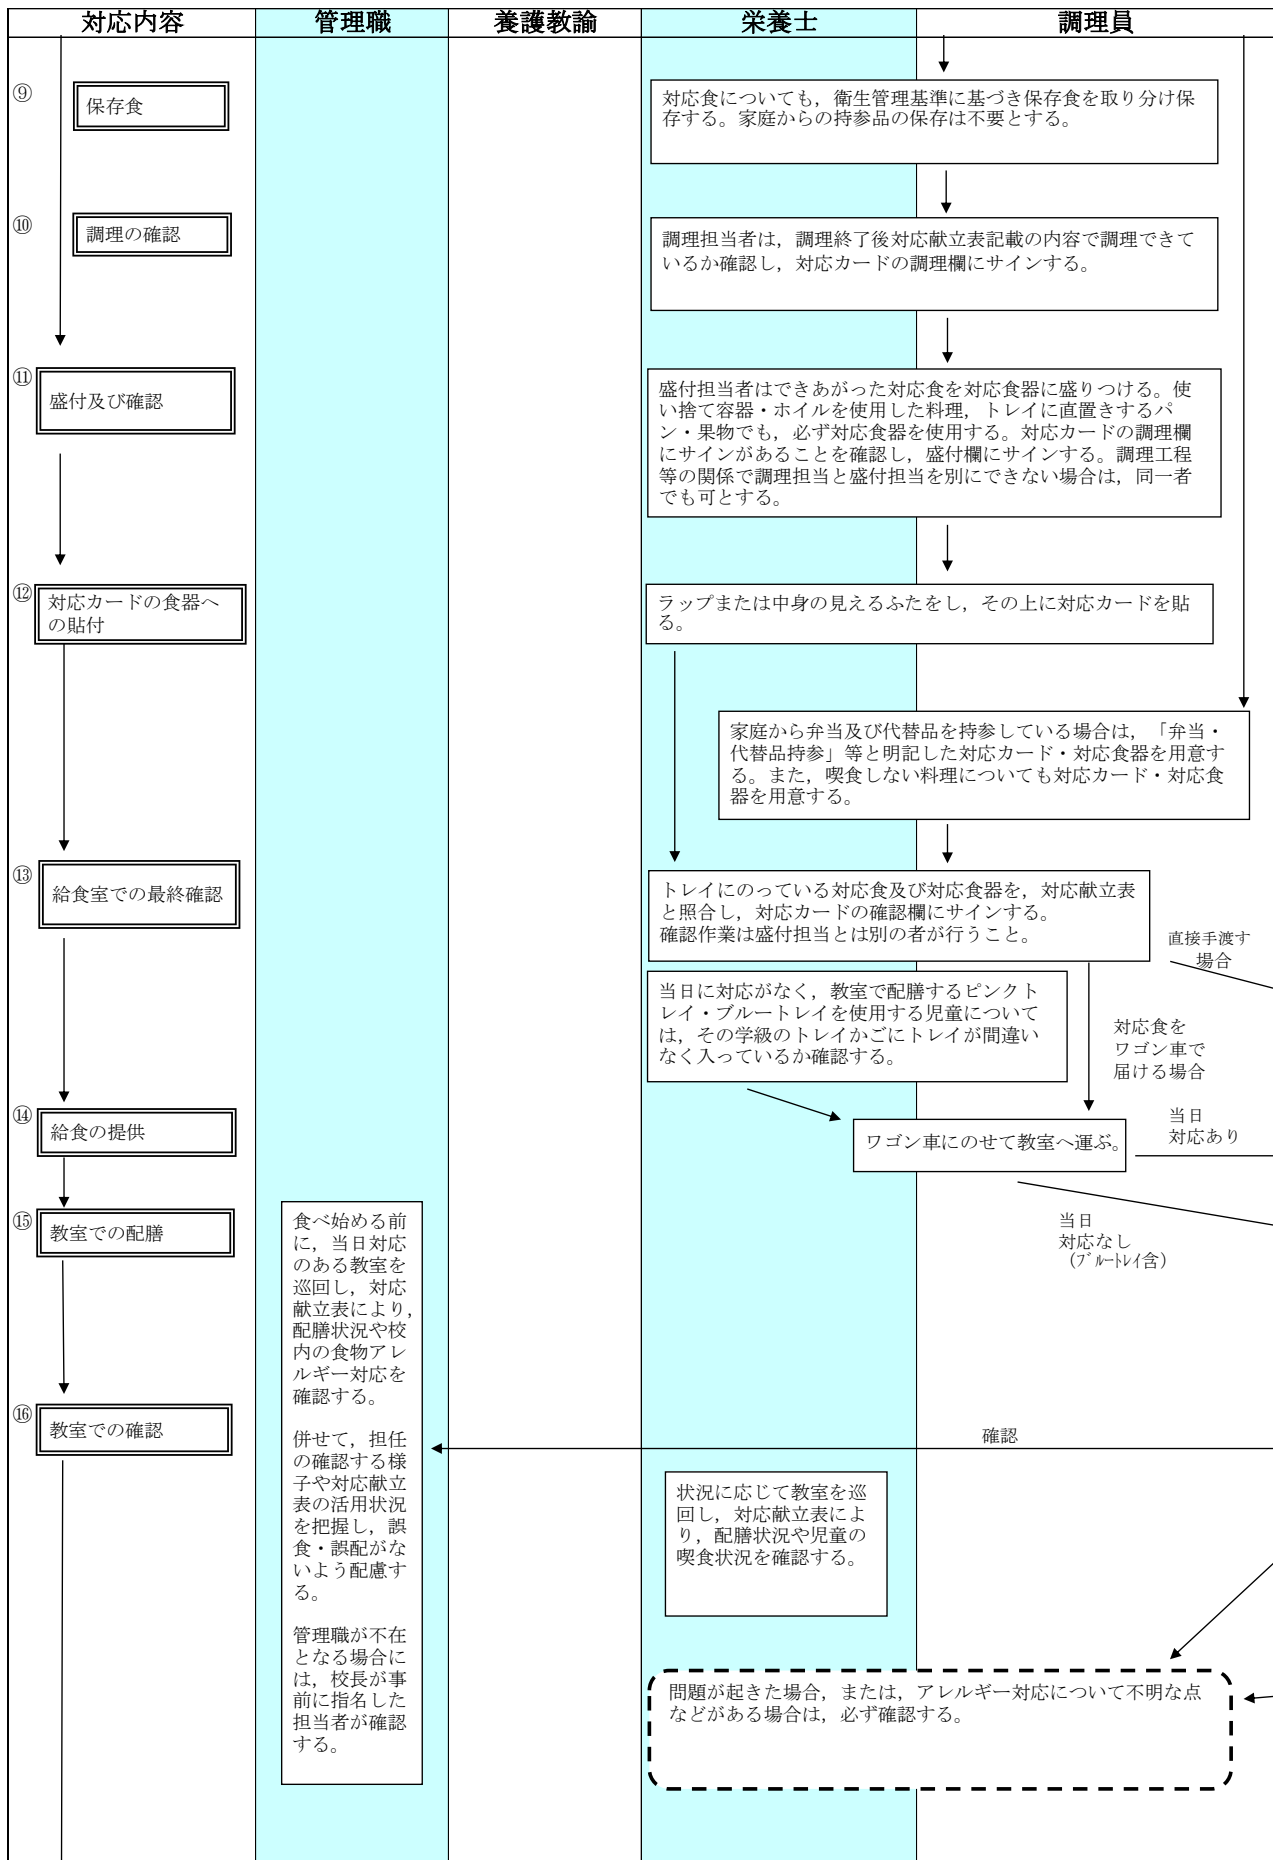 対応内容
管理職
養護教諭
栄養士
調理員
⑨
保存食
対応食についても，衛生管理基準に基づき保存食を取り分け保
存する。家庭からの持参品の保存は不要とする。
⑩
調理の確認
調理担当者は，調理終了後対応献立表記載の内容で調理できて
いるか確認し，対応カードの調理欄にサインする。
⑪
盛付及び確認
盛付担当者はできあがった対応食を対応食器に盛りつける。使
い捨て容器・ホイルを使用した料理，トレイに直置きするパ
ン・果物でも，必ず対応食器を使用する。対応カードの調理欄
にサインがあることを確認し，盛付欄にサインする。調理工程
等の関係で調理担当と盛付担当を別にできない場合は，同一者
でも可とする。
⑫
対応カードの食器へ
の貼付
ラップまたは中身の見えるふたをし，その上に対応カードを貼
る。
家庭から弁当及び代替品を持参している場合は，「弁当・
代替品持参」等と明記した対応カード・対応食器を用意す
る。また，喫食しない料理についても対応カード・対応食
器を用意する。
⑬
給食室での最終確認
トレイにのっている対応食及び対応食器を，対応献立表
と照合し，対応カードの確認欄にサインする。
確認作業は盛付担当とは別の者が行うこと。
直接手渡す
場合
当日に対応がなく，教室で配膳するピンクト
レイ・ブルートレイを使用する児童について
は，その学級のトレイかごにトレイが間違い
なく入っているか確認する。
対応食を
ワゴン車で
届ける場合
⑭
給食の提供
ワゴン車にのせて教室へ運ぶ。
当日
対応あり
⑮
教室での配膳
当日
対応なし
（ﾌﾞﾙｰﾄﾚｲ含）
食べ始める前
に，当日対応
のある教室を
巡回し，対応
献立表により，
配膳状況や校
内の食物アレ
ルギー対応を
確認する。
併せて，担任
の確認する様
子や対応献立
表の活用状況
を把握し，誤
食・誤配がな
いよう配慮す
る。
管理職が不在
となる場合に
は，校長が事
前に指名した
担当者が確認
する。
⑯
教室での確認
確認
状況に応じて教室を巡
回し，対応献立表によ
り，配膳状況や児童の
喫食状況を確認する。
問題が起きた場合，または，アレルギー対応について不明な点
などがある場合は，必ず確認する。